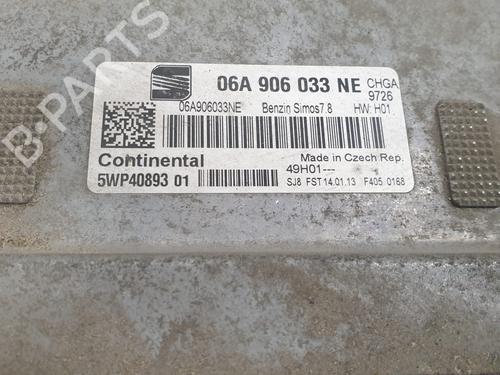 06A 906 033 NE CHGA
9726
06A906033NE Benzin Simos7.8 HW: H01
Continental Made in Czech Rep.
5WP40893 01 49H01---
SJ8 FST 14.01.13 F405 0168
B-PARTS